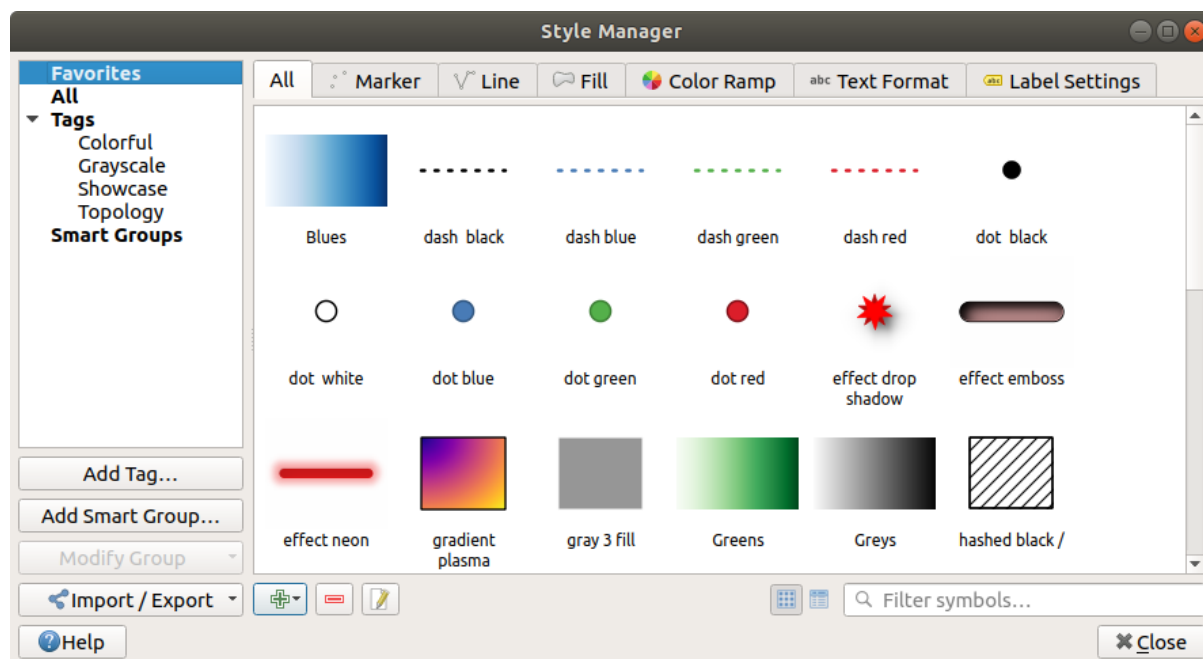 Style Manager
Favorites
All
Tags
Colorful
Grayscale
Showcase
Topology
Smart Groups
All Marker Line Fill Color Ramp abc Text Format abc Label Settings
Blues dash  black dash blue dash green dash red dot  black
dot  white dot blue dot green dot red effect drop shadow effect emboss
effect neon gradient plasma gray 3 fill Greens Greys hashed black /
Add Tag...
Add Smart Group...
Modify Group
Import / Export
Filter symbols...
?Help
Close